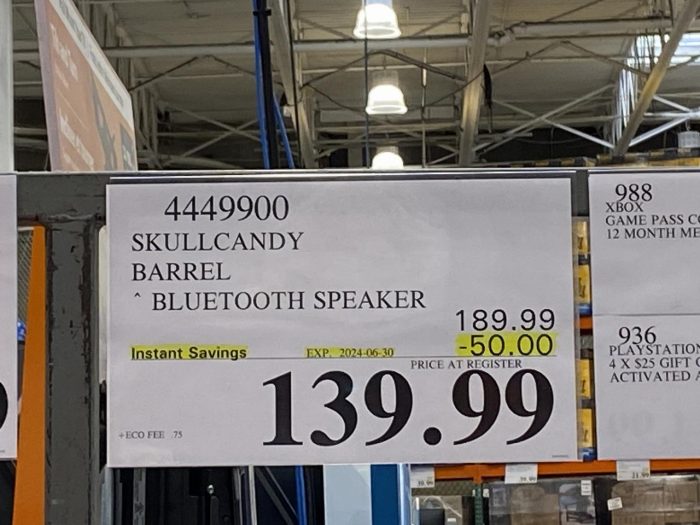 4449900
SKULLCANDY
BARREL
^ BLUETOOTH SPEAKER
189.99
Instant Savings EXP. 2024-06-30 -50.00
PRICE AT REGISTER
139.99
+ECO FEE .75
988
XBOX
GAME PASS
12 MONTH
936
PLAYSTATION
4 X $25 GIFT
ACTIVATED